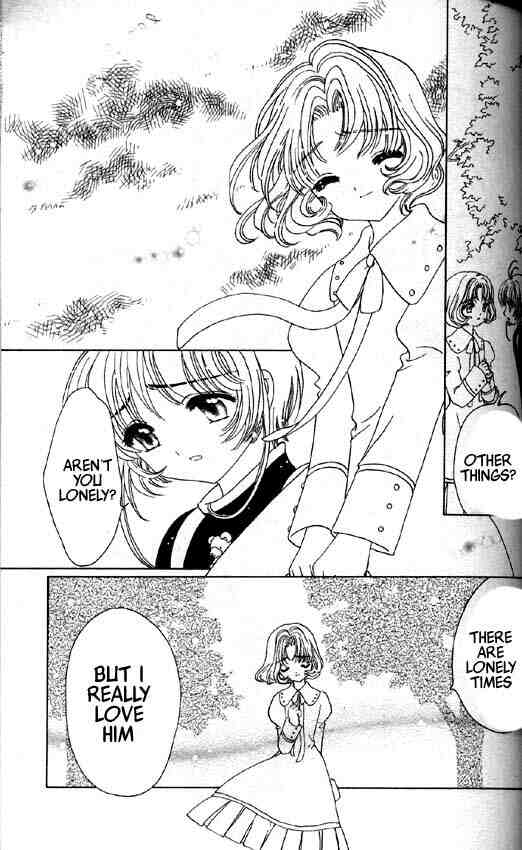 OTHER
THINGS?
AREN'T
YOU
LONELY?
THERE
ARE
LONELY
TIMES
BUT I
REALLY
LOVE
HIM